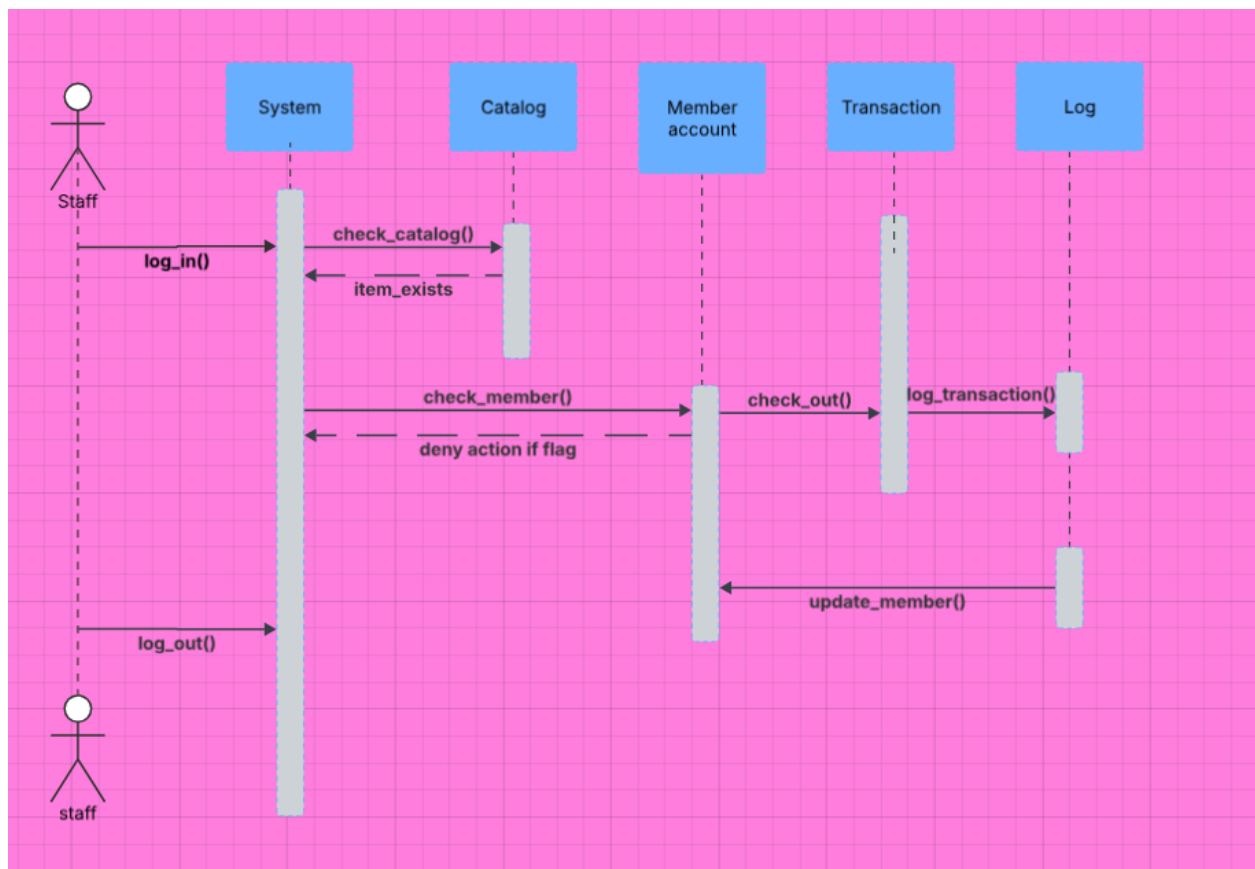 System
Catalog
Member
account
Transaction
Log
Staff
check_catalog()
log_in()
item_exists
check_member()
check_out()
log_transaction()
deny action if flag
update_member()
log_out()
staff